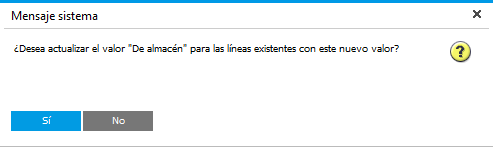 Mensaje sistema
¿Desea actualizar el valor "De almacén" para las líneas existentes con este nuevo valor?
Sí
No